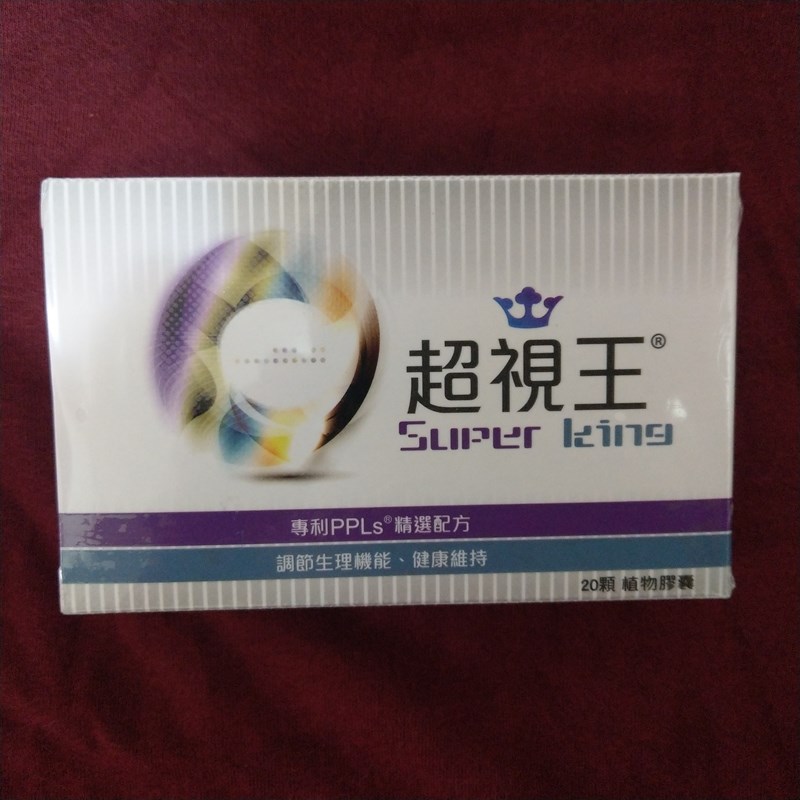 超視王®
Super King
專利PPLs®精選配方
調節生理機能、健康維持
20顆 植物膠囊